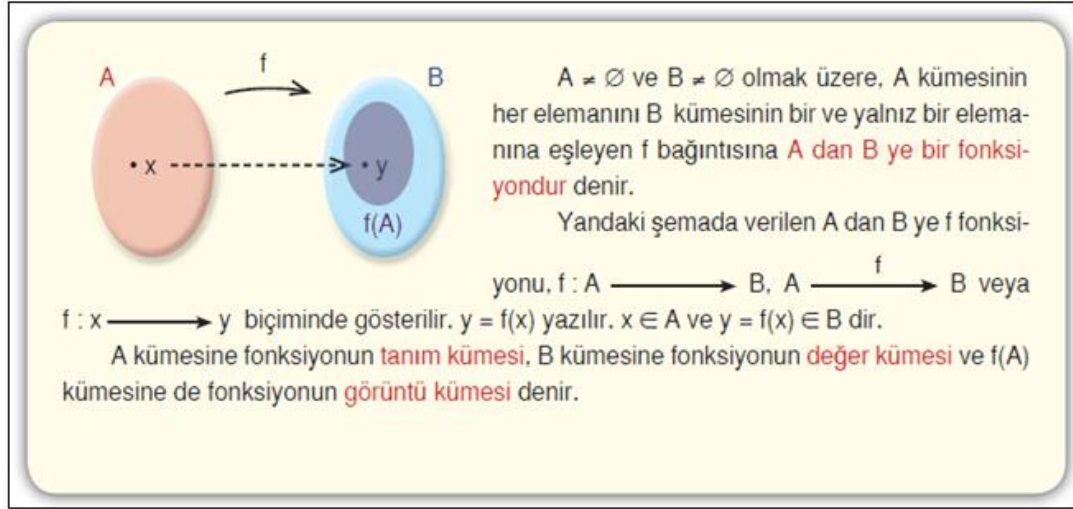 A
f
B
x
y
f(A)
A ≠ ∅ ve B ≠ ∅ olmak üzere, A kümesinin
her elemanını B kümesinin bir ve yalnız bir elema-
nına eşleyen f bağıntısına A dan B ye bir fonksi-
yondur denir.
Yandaki şemada verilen A dan B ye f fonksi-
yonu, f : A ⟶ B, A ⟶ f B veya
f : x ⟶ y biçiminde gösterilir. y = f(x) yazılır. x ∈ A ve y = f(x) ∈ B dir.
A kümesine fonksiyonun tanım kümesi, B kümesine fonksiyonun değer kümesi ve f(A)
kümesine de fonksiyonun görüntü kümesi denir.